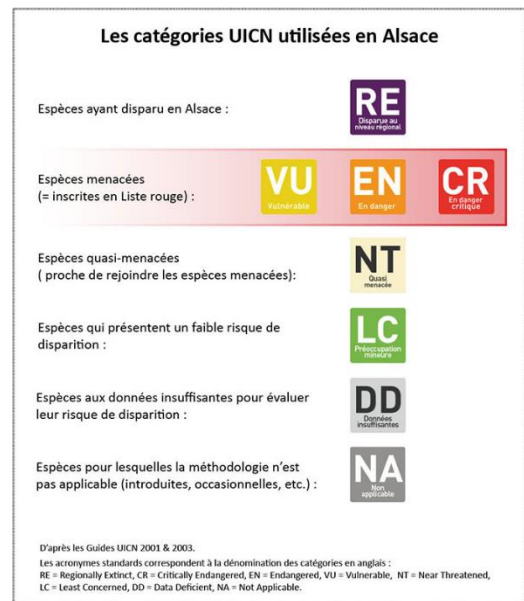 Les catégories UICN utilisées en Alsace
Espèces ayant disparu en Alsace :
RE
Disparue au
niveau régional
Espèces menacées
(= inscrites en Liste rouge) :
VU
Vulnérable
EN
En danger
CR
En danger
critique
Espèces quasi-menacées
( proche de rejoindre les espèces menacées):
NT
Quasi
menacée
Espèces qui présentent un faible risque de
disparition :
LC
Préoccupation
mineure
Espèces aux données insuffisantes pour évaluer
leur risque de disparition :
DD
Données
insuffisantes
Espèces pour lesquelles la méthodologie n'est
pas applicable (introduites, occasionnelles, etc.) :
NA
Non
applicable
D'après les Guides UICN 2001 & 2003.
Les acronymes standards correspondent à la dénomination des catégories en anglais :
RE = Regionally Extinct, CR = Critically Endangered, EN = Endangered, VU = Vulnerable, NT = Near Threatened,
LC = Least Concerned, DD = Data Deficient, NA = Not Applicable.